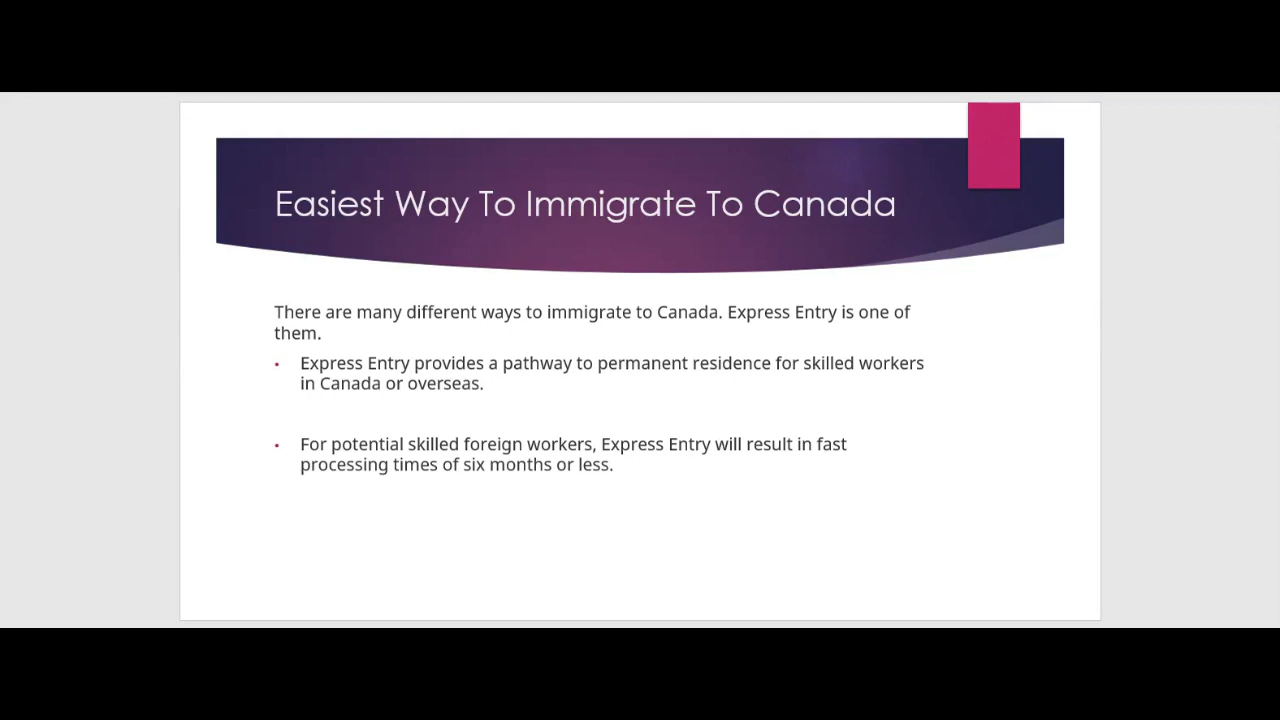 Easiest Way To Immigrate To Canada
There are many different ways to immigrate to Canada. Express Entry is one of
them.
• Express Entry provides a pathway to permanent residence for skilled workers
in Canada or overseas.
• For potential skilled foreign workers, Express Entry will result in fast
processing times of six months or less.